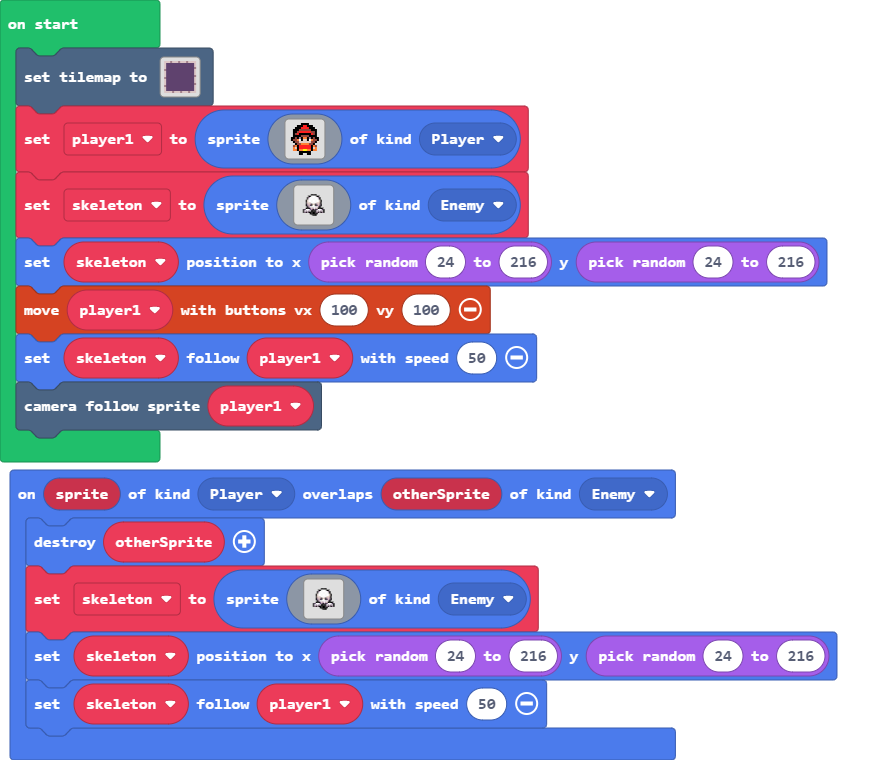 on start
set tilemap to
set player1 to sprite of kind Player
set skeleton to sprite of kind Enemy
set skeleton position to x pick random 24 to 216 y pick random 24 to 216
move player1 with buttons vx 100 vy 100
set skeleton follow player1 with speed 50
camera follow sprite player1
on sprite of kind Player overlaps otherSprite of kind Enemy
destroy otherSprite
set skeleton to sprite of kind Enemy
set skeleton position to x pick random 24 to 216 y pick random 24 to 216
set skeleton follow player1 with speed 50